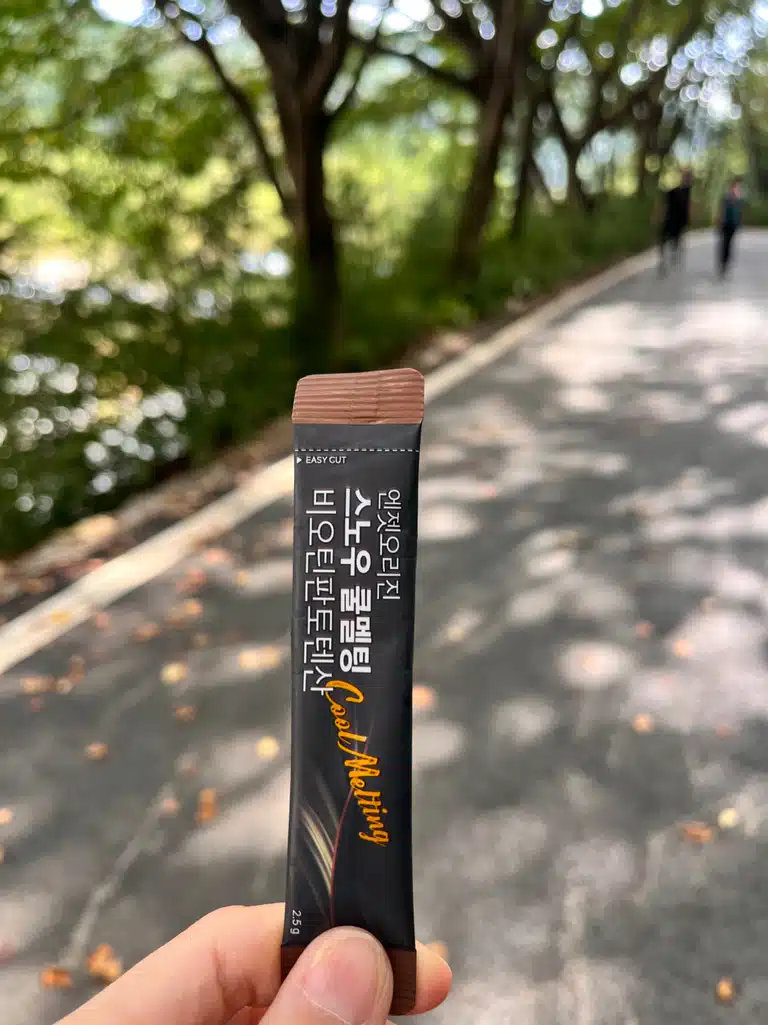 ▶ EASY CUT
엔젯오리진
스노우 쿨멜팅
비오틴판토텐산
Cool Melting
2.5g